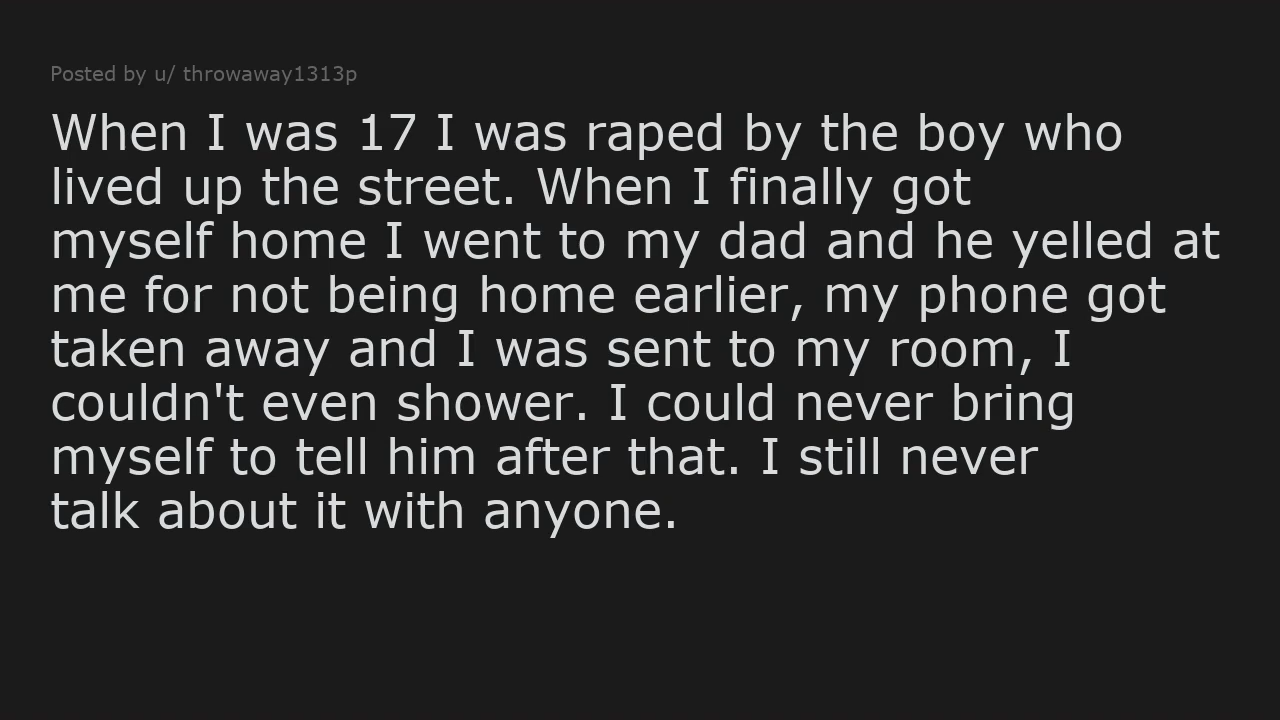 Posted by u/ throwaway1313p
When I was 17 I was raped by the boy who
lived up the street. When I finally got
myself home I went to my dad and he yelled at
me for not being home earlier, my phone got
taken away and I was sent to my room, I
couldn't even shower. I could never bring
myself to tell him after that. I still never
talk about it with anyone.